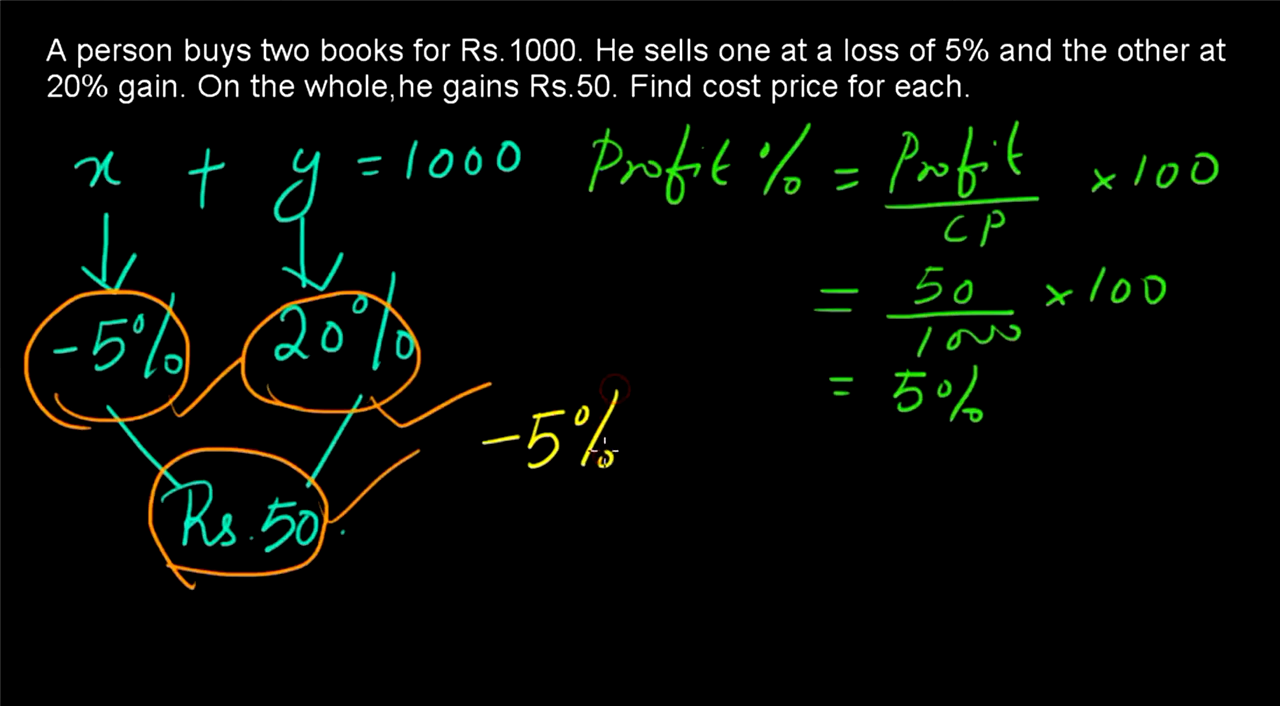 A person buys two books for Rs.1000. He sells one at a loss of 5% and the other at
20% gain. On the whole,he gains Rs.50. Find cost price for each.
x + y = 1000
Profit % = Profit / CP × 100
= 50 / 1000 × 100
= 5%
-5% 20%
-5%
Rs.50.